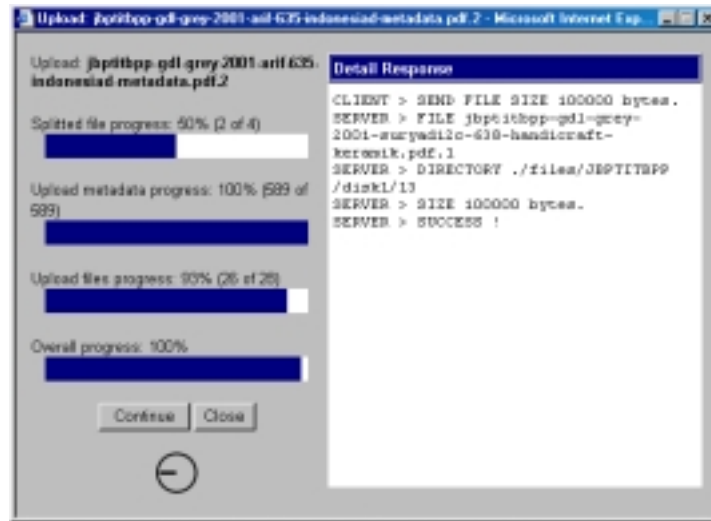 Upload: jbptitbpp-gdl-grey-2001-arif-635-indonesiad-metadata.pdf.2 - Microsoft Internet Exp...
Upload: jbptitbpp-gdl-grey-2001-arif-635-
indonesiad-metadata.pdf.2
Splitted file progress: 50% (2 of 4)
Upload metadata progress: 100% (589 of
589)
Upload files progress: 93% (26 of 28)
Overall progress: 100%
Continue
Close
Detail Response
CLIENT > SEND FILE SIZE 100000 bytes.
SERVER > FILE jbptitbpp-gdl-grey-
2001-suryadi2c-638-handicraft-
keramik.pdf.1
SERVER > DIRECTORY ./files/JBPTITBPP
/disk1/13
SERVER > SIZE 100000 bytes.
SERVER > SUCCESS !